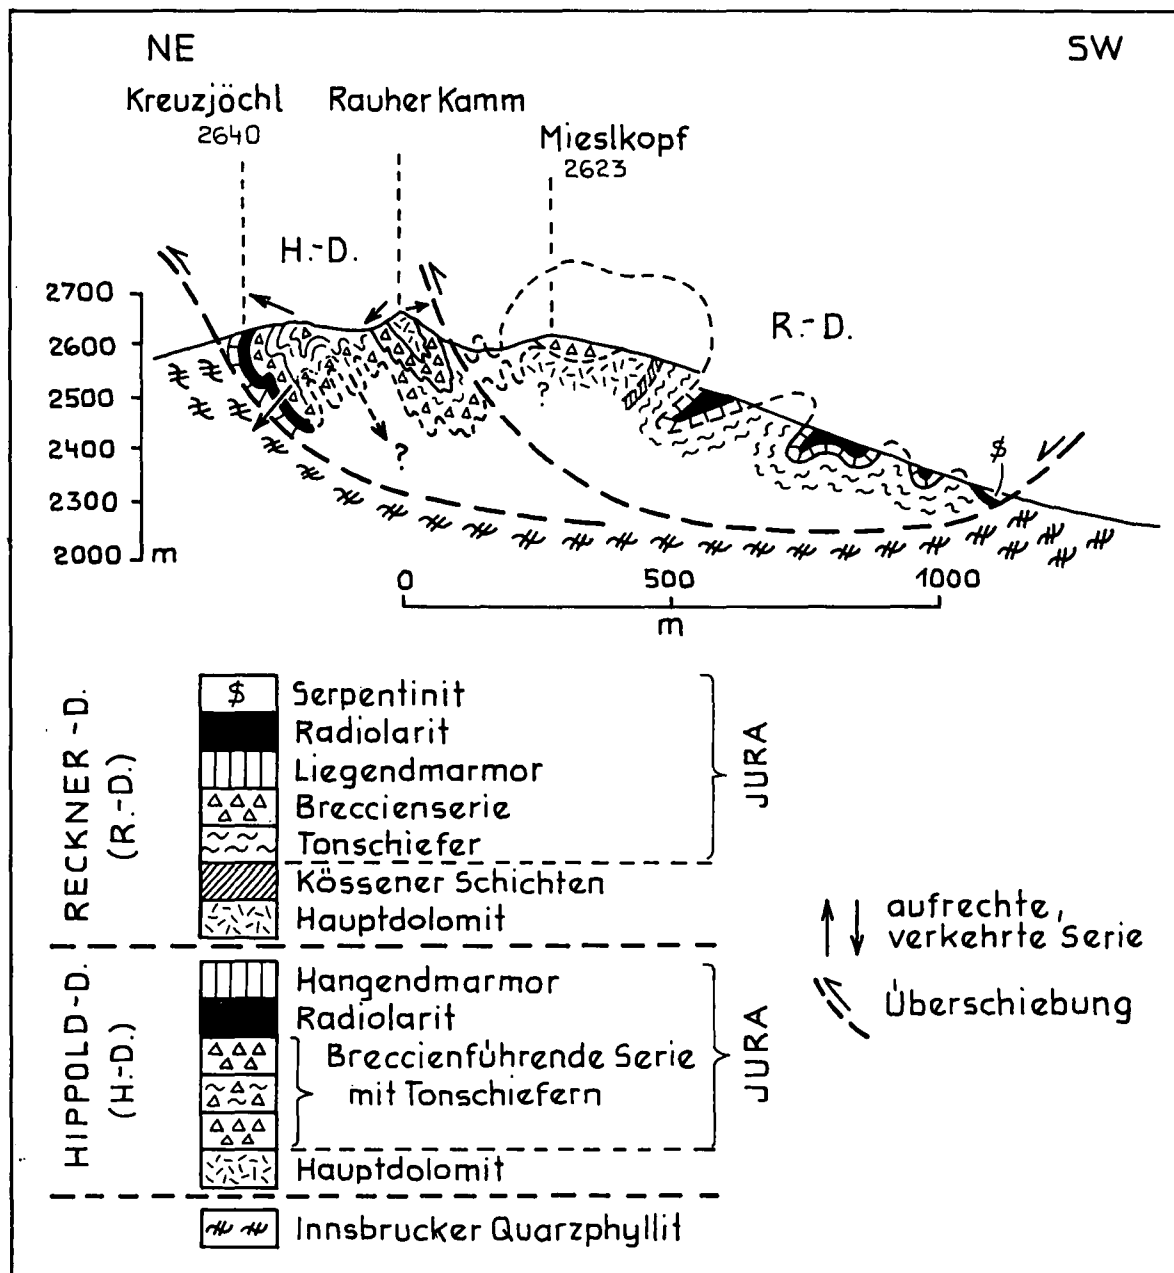 NE
SW
Kreuzjöchl
2640
Rauher Kamm
Mieslkopf
2623
H.-D.
R.-D.
2700
2600
2500
2400
2300
2000 m
?
?
$
0
500
1000
m
RECKNER-D.
(R.-D.)
$
Serpentinit
Radiolarit
Liegendmarmor
Breccienserie
Tonschiefer
JURA
Kössener Schichten
Hauptdolomit
HIPPOLD-D.
(H.-D.)
Hangendmarmor
Radiolarit
Breccienführende Serie
mit Tonschiefern
JURA
Hauptdolomit
Innsbrucker Quarzphyllit
aufrechte,
verkehrte Serie
Überschiebung